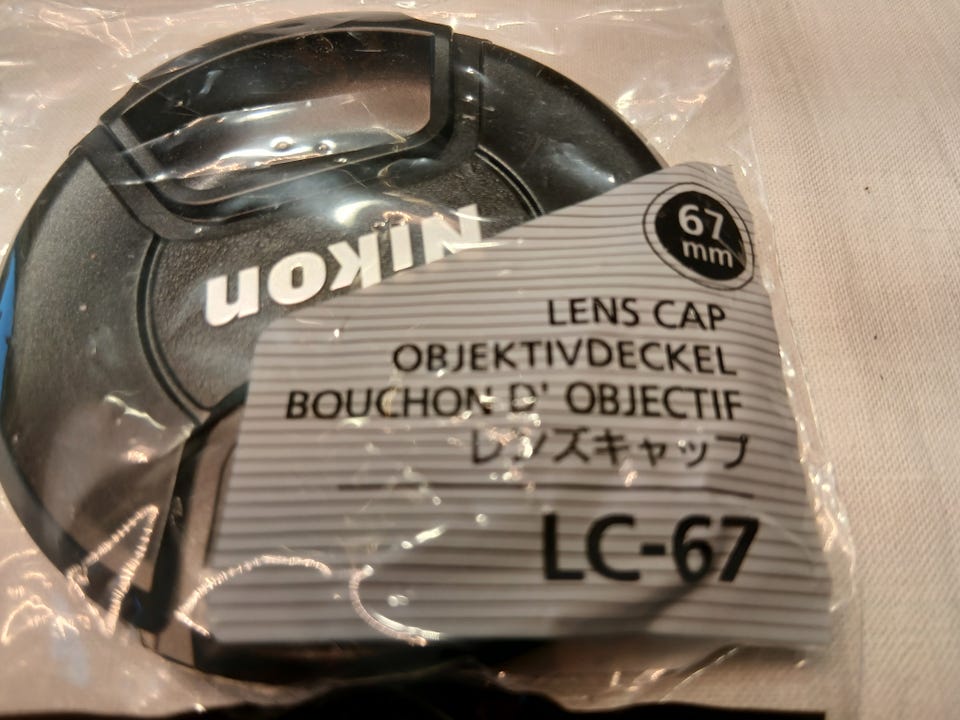 Nikon
67
mm
LENS CAP
OBJEKTIVDECKEL
BOUCHON D' OBJECTIF
レンズキャップ
LC-67